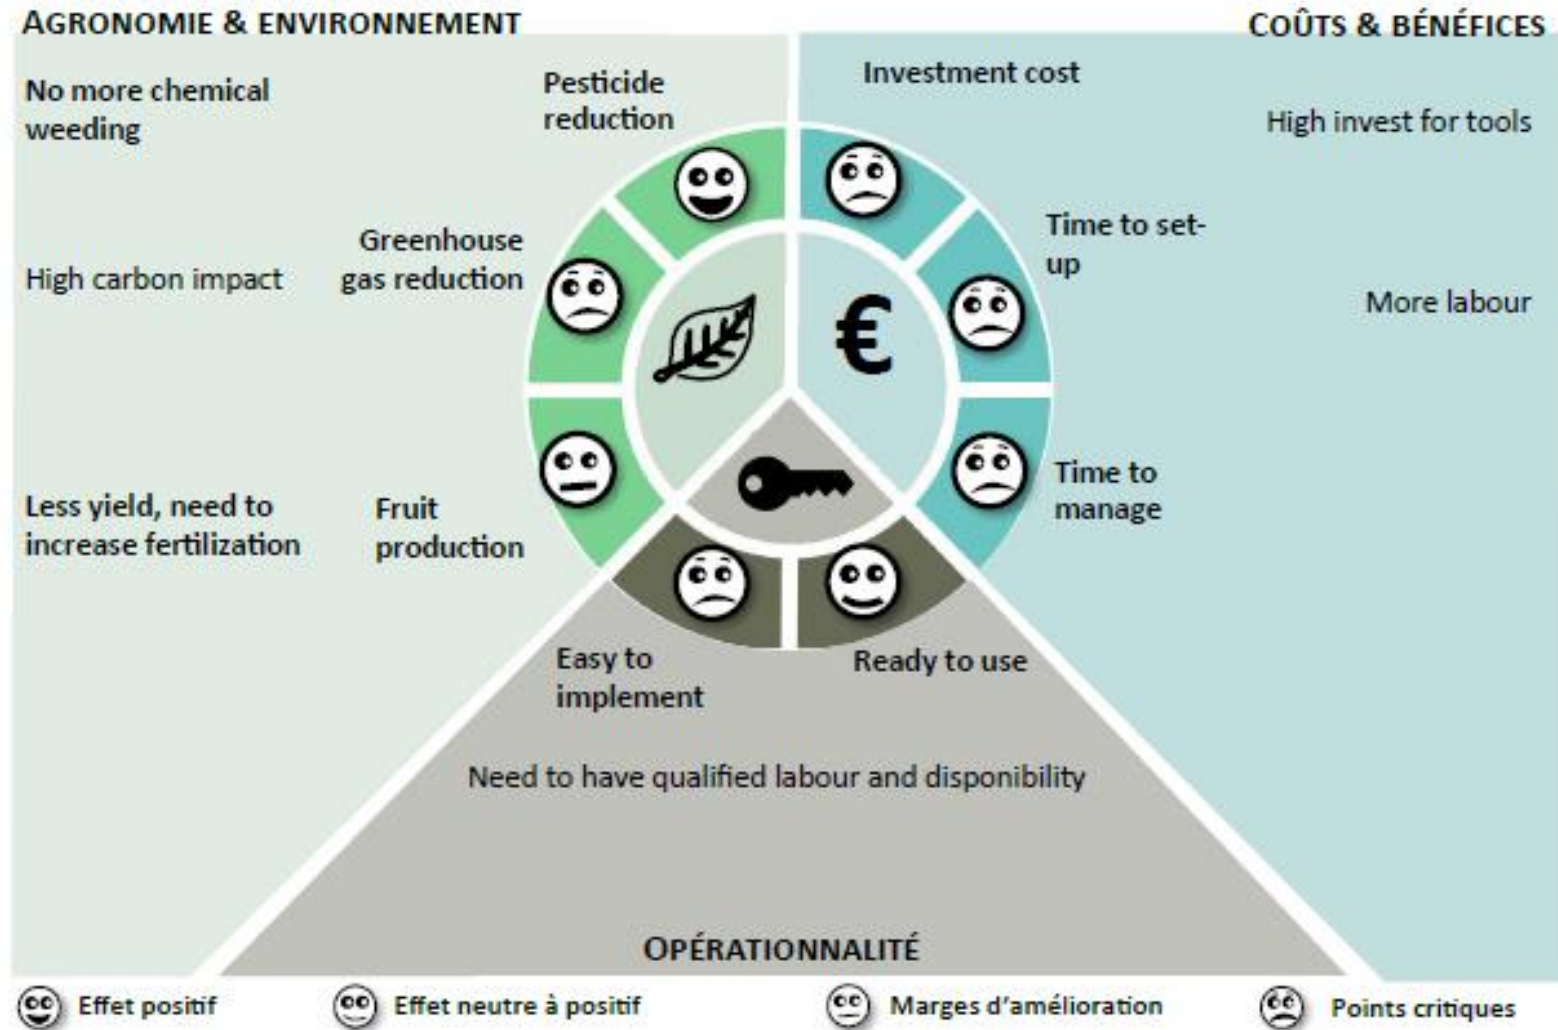 AGRONOMIE & ENVIRONNEMENT
COÛTS & BÉNÉFICES
No more chemical
weeding
Pesticide
reduction
Investment cost
High invest for tools
High carbon impact
Greenhouse
gas reduction
Time to set-
up
More labour
€
Less yield, need to
increase fertilization
Fruit
production
Time to
manage
Easy to
implement
Ready to use
Need to have qualified labour and disponibility
OPÉRATIONNALITÉ
Effet positif
Effet neutre à positif
Marges d'amélioration
Points critiques